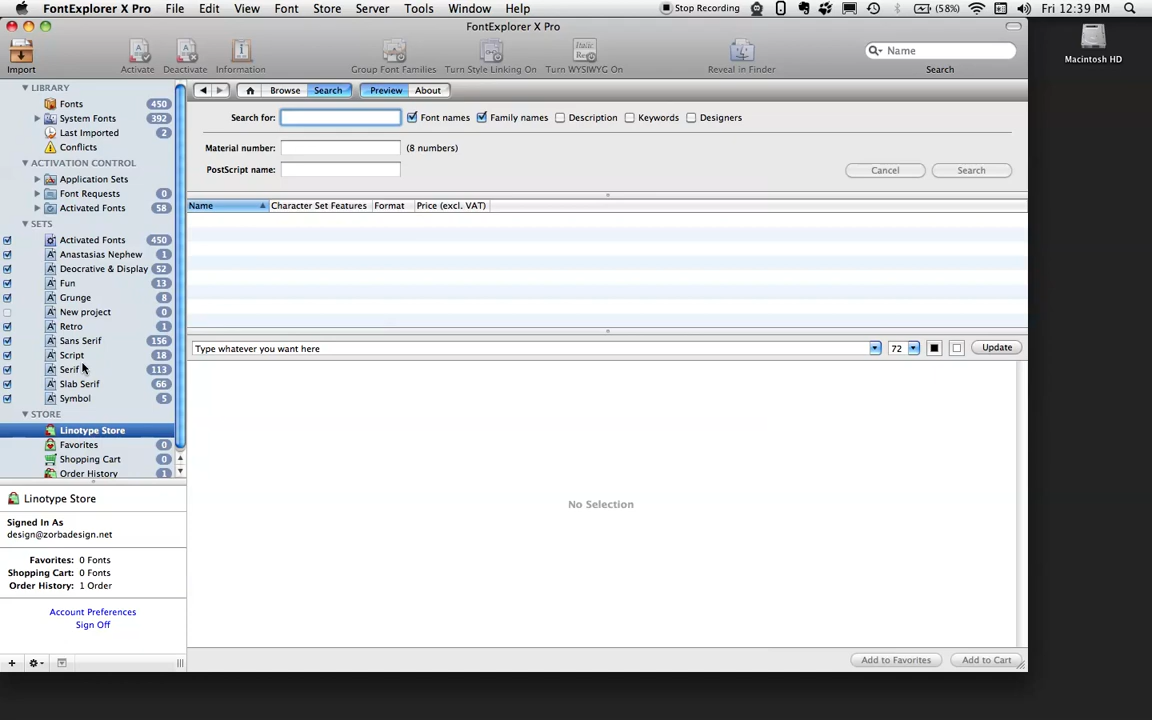 FontExplorer X Pro File Edit View Font Store Server Tools Window Help Stop Recording (58%) Fri 12:39 PM
FontExplorer X Pro
Import Activate Deactivate Information Group Font Families Turn Style Linking On Turn WYSIWYG On Reveal in Finder Name
Search
Macintosh HD
LIBRARY
Fonts 450
System Fonts 392
Last Imported 2
Conflicts
ACTIVATION CONTROL
Application Sets
Font Requests 0
Activated Fonts 58
SETS
Activated Fonts 450
Anastasias Nephew 1
Deocrative & Display 52
Fun 13
Grunge 8
New project 0
Retro 1
Sans Serif 156
Script 18
Serif 113
Slab Serif 66
Symbol 5
STORE
Linotype Store
Favorites 0
Shopping Cart 0
Order History 1
Linotype Store
Signed In As
design@zorbadesign.net
Favorites: 0 Fonts
Shopping Cart: 0 Fonts
Order History: 1 Order
Account Preferences
Sign Off
Browse Search Preview About
Search for: Font names Family names Description Keywords Designers
Material number: (8 numbers)
PostScript name: Cancel Search
Name Character Set Features Format Price (excl. VAT)
Type whatever you want here 72 Update
No Selection
Add to Favorites Add to Cart